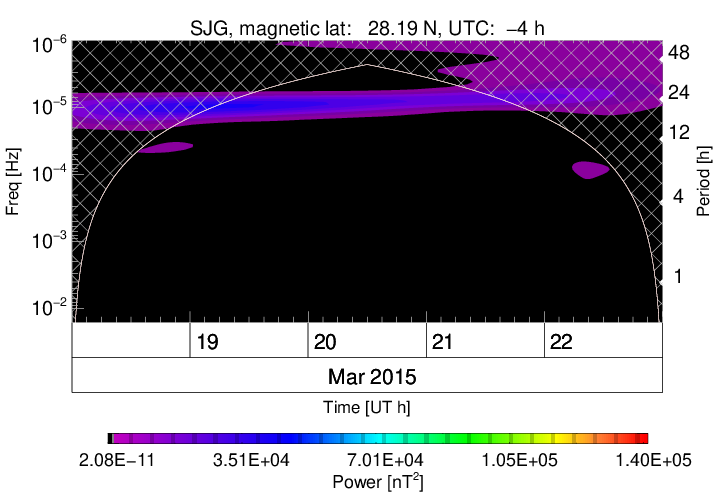 SJG, magnetic lat: 28.19 N, UTC: −4 h
10⁻⁶
10⁻⁵
10⁻⁴
10⁻³
10⁻²
Freq [Hz]
48
24
12
4
1
Period [h]
19 20 21 22
Mar 2015
Time [UT h]
2.08E−11 3.51E+04 7.01E+04 1.05E+05 1.40E+05
Power [nT²]